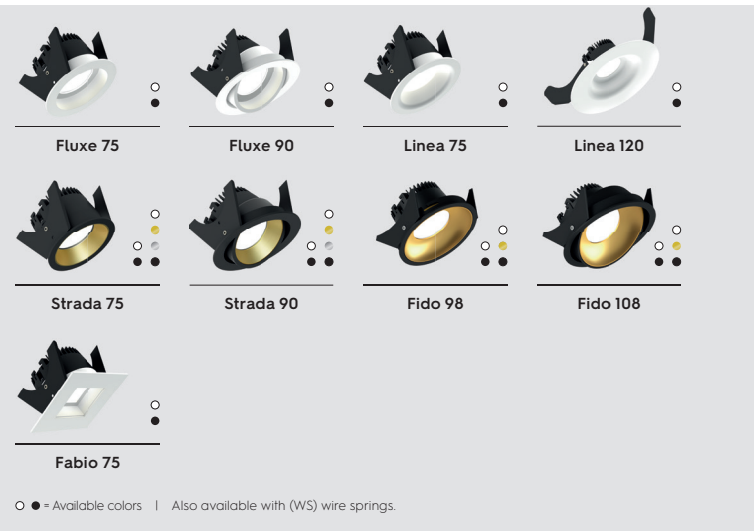 Fluxe 75
Fluxe 90
Linea 75
Linea 120
Strada 75
Strada 90
Fido 98
Fido 108
Fabio 75
= Available colors | Also available with (WS) wire springs.